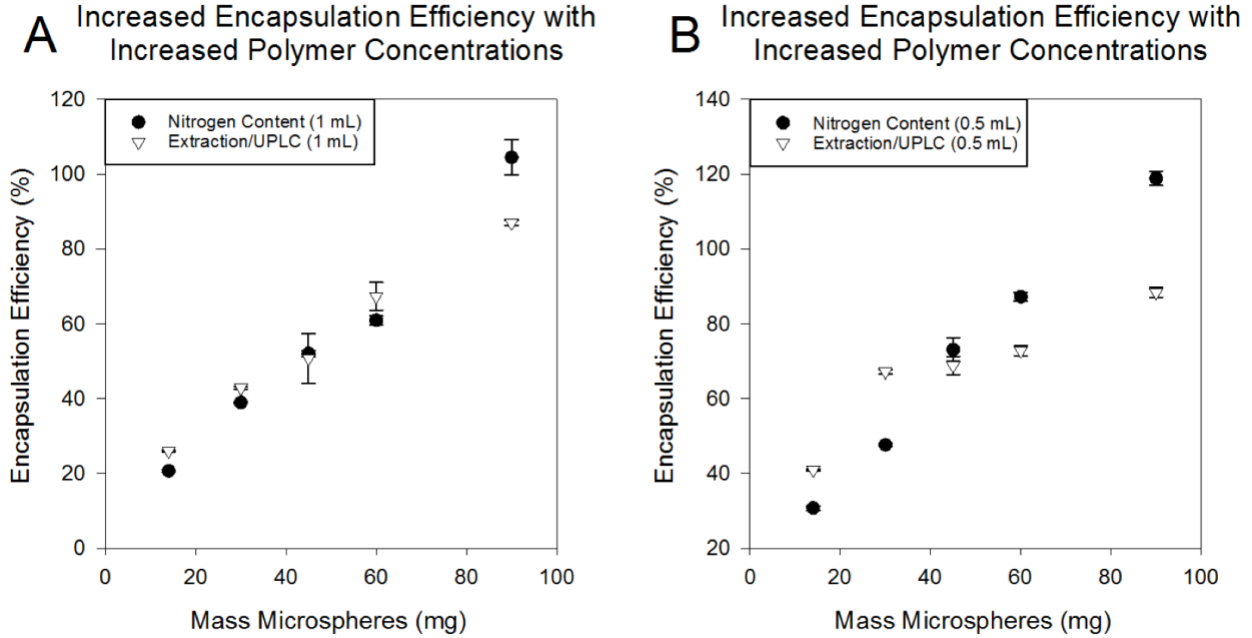 A
Increased Encapsulation Efficiency with
Increased Polymer Concentrations
Nitrogen Content (1 mL)
Extraction/UPLC (1 mL)
Encapsulation Efficiency (%)
120
100
80
60
40
20
0
0 20 40 60 80 100
Mass Microspheres (mg)
B
Increased Encapsulation Efficiency with
Increased Polymer Concentrations
Nitrogen Content (0.5 mL)
Extraction/UPLC (0.5 mL)
Encapsulation Efficiency (%)
140
120
100
80
60
40
20
0 20 40 60 80 100
Mass Microspheres (mg)